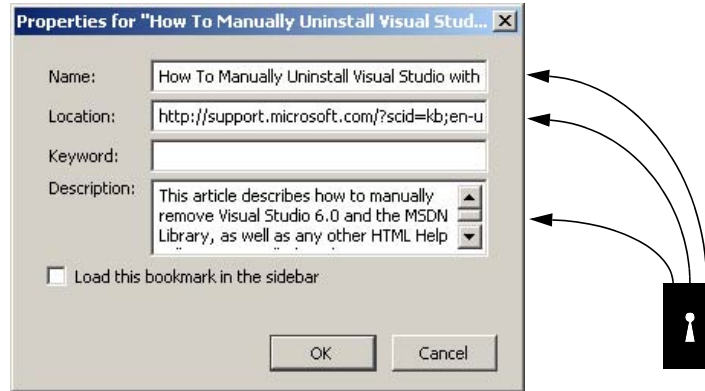 Properties for "How To Manually Uninstall Visual Stud...
Name:
How To Manually Uninstall Visual Studio with
Location:
http://support.microsoft.com/?scid=kb;en-u
Keyword:
Description:
This article describes how to manually
remove Visual Studio 6.0 and the MSDN
Library, as well as any other HTML Help
Load this bookmark in the sidebar
OK
Cancel